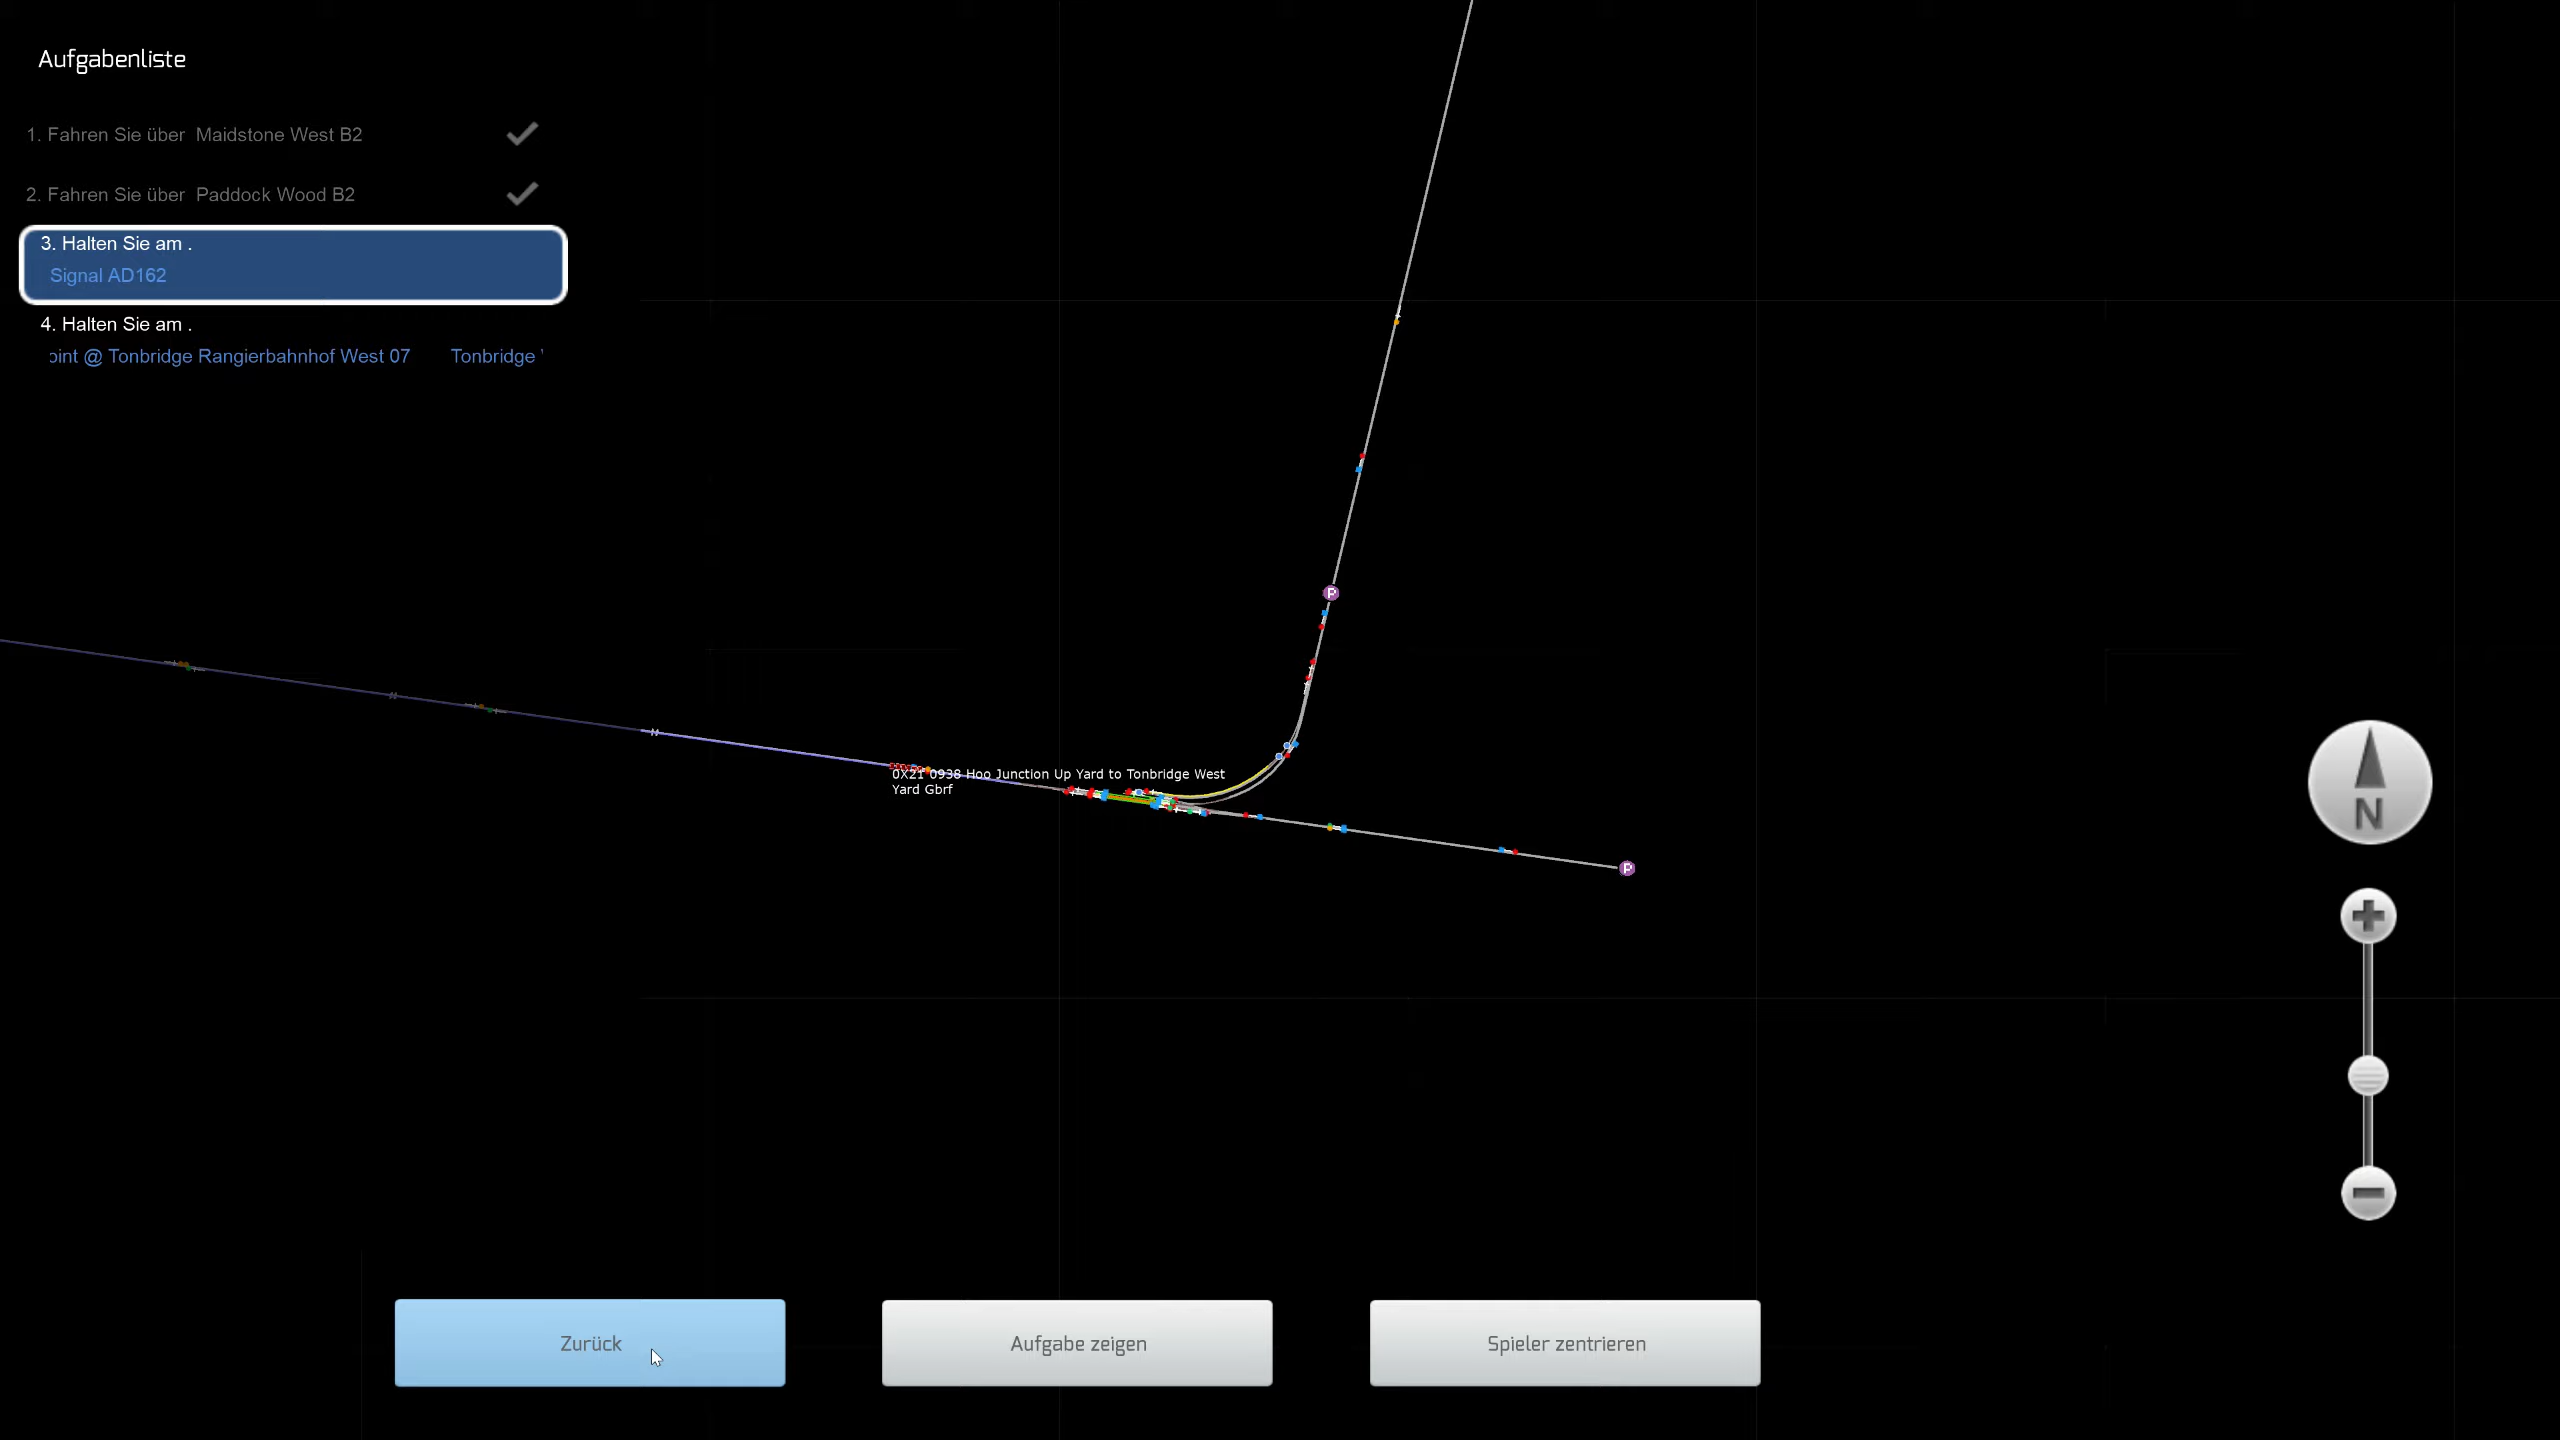 Aufgabenliste
1. Fahren Sie über  Maidstone West B2
2. Fahren Sie über  Paddock Wood B2
3. Halten Sie am .
Signal AD162
4. Halten Sie am .
oint @ Tonbridge Rangierbahnhof West 07 Tonbridge
P
0X21 0938 Hoo Junction Up Yard to Tonbridge West
Yard Gbrf
P
N
Zurück
Aufgabe zeigen
Spieler zentrieren